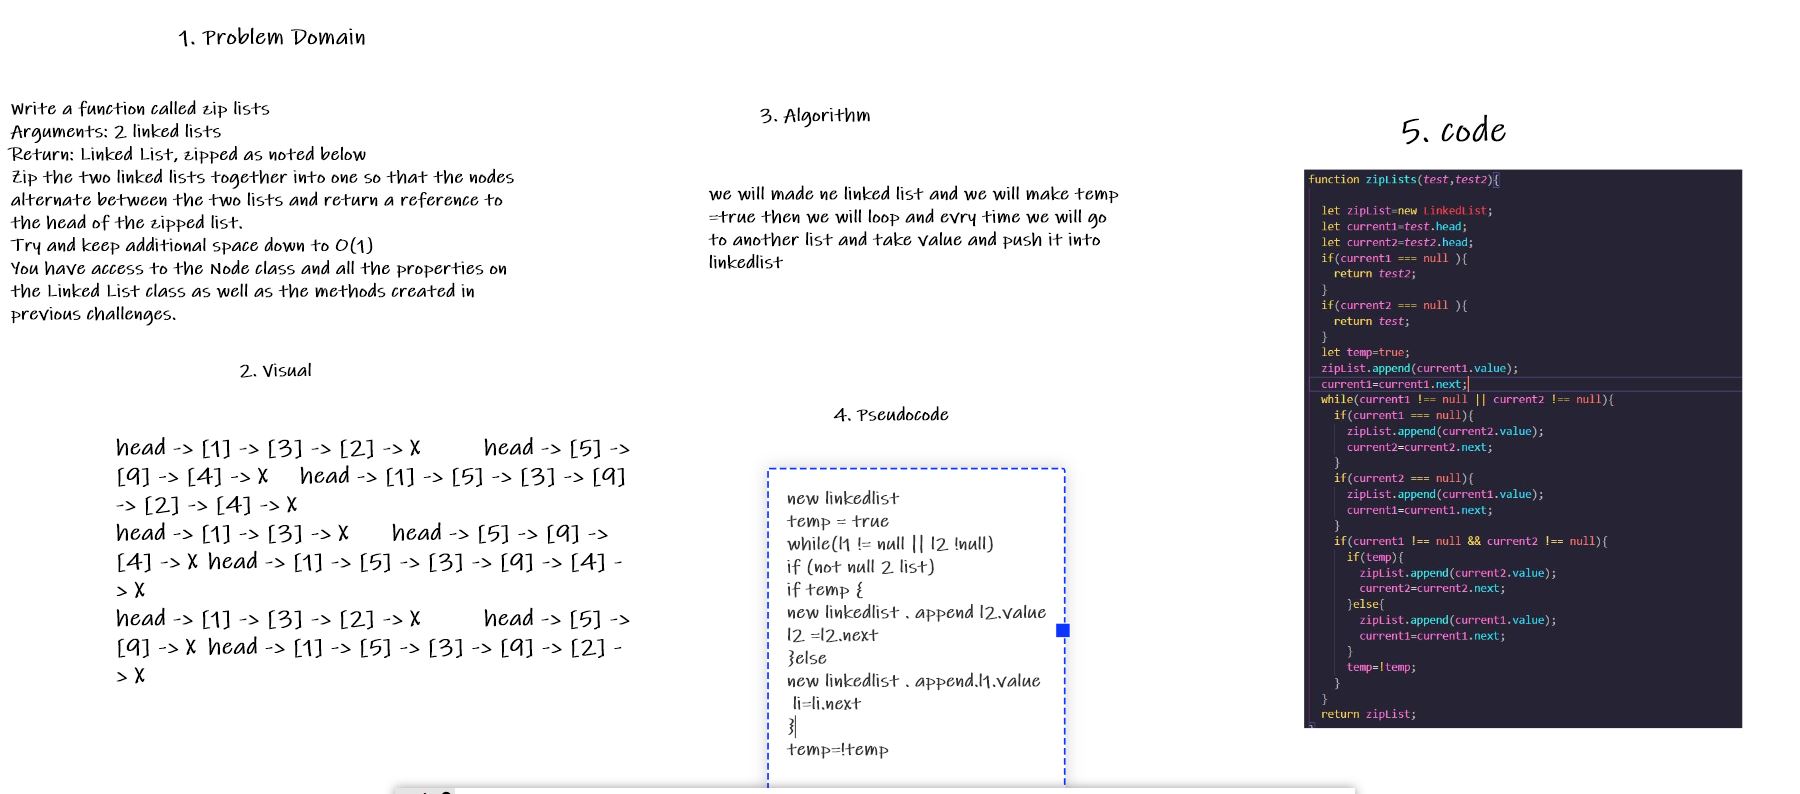 1. Problem Domain
Write a function called zip lists
Arguments: 2 linked lists
Return: Linked List, zipped as noted below
Zip the two linked lists together into one so that the nodes
alternate between the two lists and return a reference to
the head of the zipped list.
Try and keep additional space down to O(1)
You have access to the Node class and all the properties on
the Linked List class as well as the methods created in
previous challenges.
2. Visual
head -> [1] -> [3] -> [2] -> X head -> [5] ->
[9] -> [4] -> X head -> [1] -> [5] -> [3] -> [9]
-> [2] -> [4] -> X
head -> [1] -> [3] -> X head -> [5] -> [9] ->
[4] -> X head -> [1] -> [5] -> [3] -> [9] -> [4] -
> X
head -> [1] -> [3] -> [2] -> X head -> [5] ->
[9] -> X head -> [1] -> [5] -> [3] -> [9] -> [2] -
> X
3. Algorithm
we will made ne linked list and we will make temp
=true then we will loop and evry time we will go
to another list and take value and push it into
linkedlist
4. Pseudocode
new linkedlist
temp = true
while(l1 != null || l2 !null)
if (not null 2 list)
if temp {
new linkedlist . append l2.value
l2 =l2.next
}else
new linkedlist . append.l1.value
li=li.next
}
temp=!temp
5. code
function zipLists(test,test2){
let zipList=new LinkedList;
let current1=test.head;
let current2=test2.head;
if(current1 === null ){
return test2;
}
if(current2 === null ){
return test;
}
let temp=true;
zipList.append(current1.value);
current1=current1.next;
while(current1 !== null || current2 !== null){
if(current1 === null){
zipList.append(current2.value);
current2=current2.next;
}
if(current2 === null){
zipList.append(current1.value);
current1=current1.next;
}
if(current1 !== null && current2 !== null){
if(temp){
zipList.append(current2.value);
current2=current2.next;
}else{
zipList.append(current1.value);
current1=current1.next;
}
temp=!temp;
}
}
return zipList;